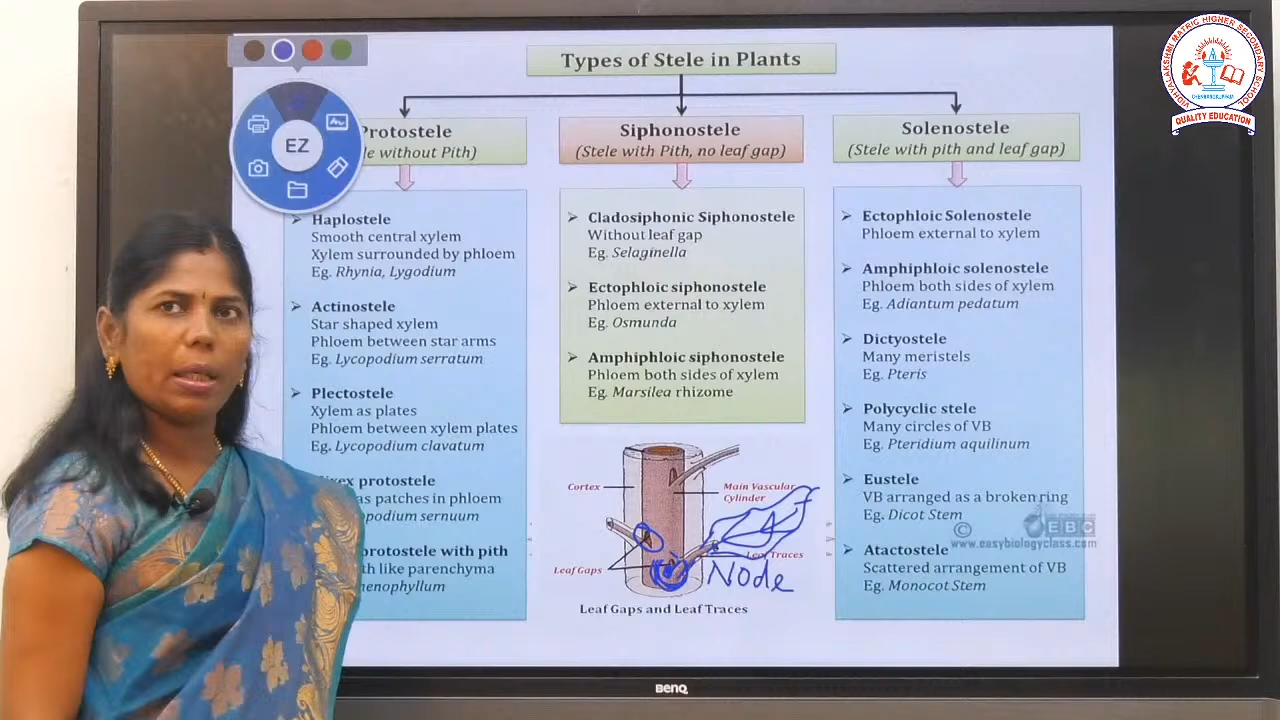 Types of Stele in Plants
Protostele
(Stele without Pith)
Haplostele
Smooth central xylem
Xylem surrounded by phloem
Eg. Rhynia, Lygodium
Actinostele
Star shaped xylem
Phloem between star arms
Eg. Lycopodium serratum
Plectostele
Xylem as plates
Phloem between xylem plates
Eg. Lycopodium clavatum
protostele
as patches in phloem
sernuum
protostele with pith
like parenchyma
Siphonostele
(Stele with Pith, no leaf gap)
Cladosiphonic Siphonostele
Without leaf gap
Eg. Selaginella
Ectophloic siphonostele
Phloem external to xylem
Eg. Osmunda
Amphiphloic siphonostele
Phloem both sides of xylem
Eg. Marsilea rhizome
Cortex
Main Vascular
Cylinder
Leaf Traces
Leaf Gaps
Node
Leaf Gaps and Leaf Traces
Solenostele
(Stele with pith and leaf gap)
Ectophloic Solenostele
Phloem external to xylem
Amphiphloic solenostele
Phloem both sides of xylem
Eg. Adiantum pedatum
Dictyostele
Many meristels
Eg. Pteris
Polycyclic stele
Many circles of VB
Eg. Pteridium aquilinum
Eustele
VB arranged as a broken ring
Eg. Dicot Stem
© EBC
www.easybiologyclass.com
Atactostele
Scattered arrangement of VB
Eg. Monocot Stem
EZ
BenQ
VIDHYALAKSHMI MATRIC HIGHER SECONDARY SCHOOL
QUALITY EDUCATION